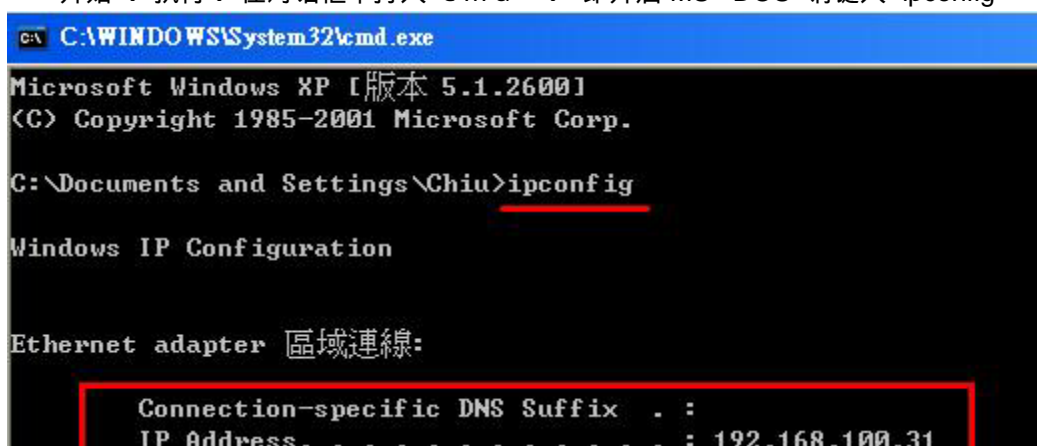 C:\WINDOWS\System32\cmd.exe
Microsoft Windows XP [版本 5.1.2600]
(C) Copyright 1985-2001 Microsoft Corp.
C:\Documents and Settings\Chiu>ipconfig
Windows IP Configuration
Ethernet adapter 區域連線:
Connection-specific DNS Suffix . :
IP Address. . . . . . . . . . . . : 192.168.100.31